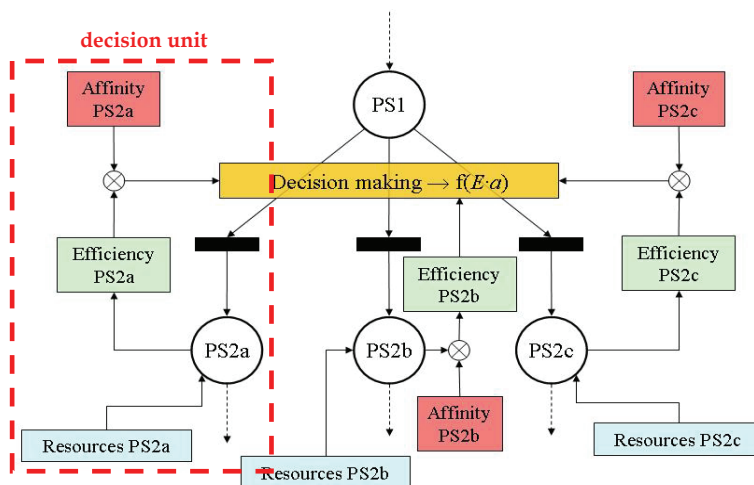 decision unit
Affinity
PS2a
PS1
Affinity
PS2c
Decision making → f(E·a)
Efficiency
PS2a
Efficiency
PS2b
Efficiency
PS2c
PS2a
PS2b
PS2c
Affinity
PS2b
Resources PS2a
Resources PS2b
Resources PS2c